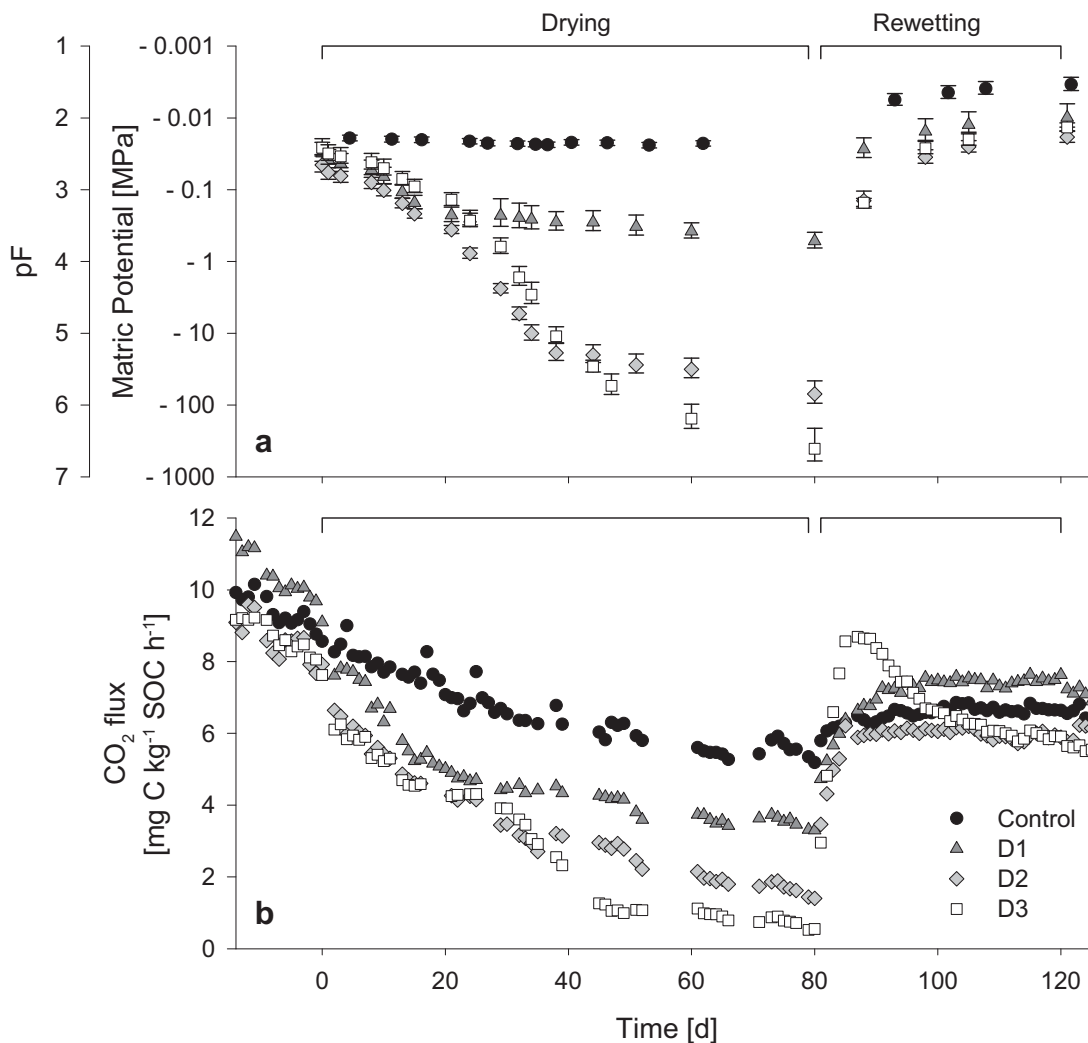 Drying
Rewetting
1
2
3
4
5
6
7
pF
- 0.001
- 0.01
- 0.1
- 1
- 10
- 100
- 1000
Matric Potential [MPa]
a
12
10
8
6
4
2
0
CO₂ flux
[mg C kg⁻¹ SOC h⁻¹]
b
Control
D1
D2
D3
0
20
40
60
80
100
120
Time [d]